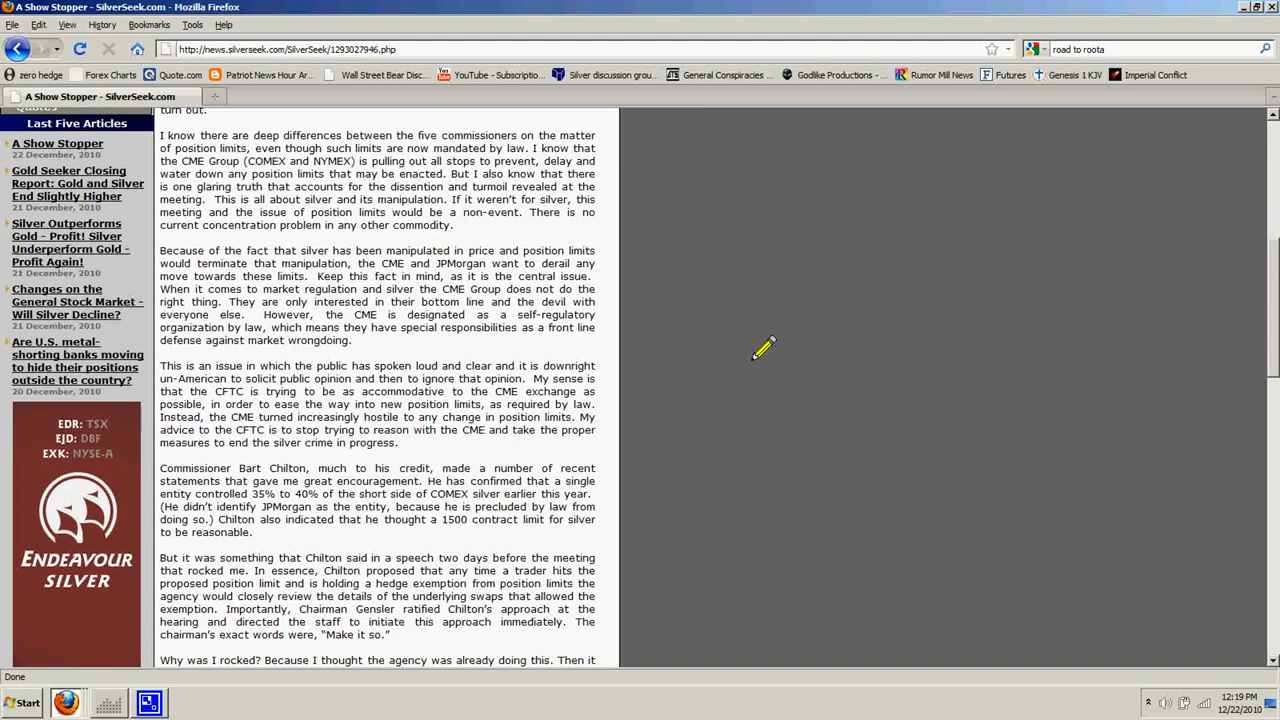 A Show Stopper - SilverSeek.com - Mozilla Firefox
File Edit View History Bookmarks Tools Help
http://news.silverseek.com/SilverSeek/1293027946.php
road to roota
zero hedge Forex Charts Quote.com Patriot News Hour Ar... Wall Street Bear Disc... YouTube - Subscriptio... Silver discussion grou... General Conspiracies ... Godlike Productions - ... Rumor Mill News Futures Genesis 1 KJV Imperial Conflict
A Show Stopper - SilverSeek.com
Quotes
Last Five Articles
A Show Stopper
22 December, 2010
Gold Seeker Closing
Report: Gold and Silver
End Slightly Higher
21 December, 2010
Silver Outperforms
Gold - Profit! Silver
Underperform Gold -
Profit Again!
21 December, 2010
Changes on the
General Stock Market -
Will Silver Decline?
21 December, 2010
Are U.S. metal-
shorting banks moving
to hide their positions
outside the country?
20 December, 2010
EDR: TSX
EJD: DBF
EXK: NYSE-A
ENDEAVOUR
SILVER
turn out.
I know there are deep differences between the five commissioners on the matter
of position limits, even though such limits are now mandated by law. I know that
the CME Group (COMEX and NYMEX) is pulling out all stops to prevent, delay and
water down any position limits that may be enacted. But I also know that there
is one glaring truth that accounts for the dissention and turmoil revealed at the
meeting. This is all about silver and its manipulation. If it weren't for silver, this
meeting and the issue of position limits would be a non-event. There is no
current concentration problem in any other commodity.
Because of the fact that silver has been manipulated in price and position limits
would terminate that manipulation, the CME and JPMorgan want to derail any
move towards these limits. Keep this fact in mind, as it is the central issue.
When it comes to market regulation and silver the CME Group does not do the
right thing. They are only interested in their bottom line and the devil with
everyone else. However, the CME is designated as a self-regulatory
organization by law, which means they have special responsibilities as a front line
defense against market wrongdoing.
This is an issue in which the public has spoken loud and clear and it is downright
un-American to solicit public opinion and then to ignore that opinion. My sense is
that the CFTC is trying to be as accommodative to the CME exchange as
possible, in order to ease the way into new position limits, as required by law.
Instead, the CME turned increasingly hostile to any change in position limits. My
advice to the CFTC is to stop trying to reason with the CME and take the proper
measures to end the silver crime in progress.
Commissioner Bart Chilton, much to his credit, made a number of recent
statements that gave me great encouragement. He has confirmed that a single
entity controlled 35% to 40% of the short side of COMEX silver earlier this year.
(He didn't identify JPMorgan as the entity, because he is precluded by law from
doing so.) Chilton also indicated that he thought a 1500 contract limit for silver
to be reasonable.
But it was something that Chilton said in a speech two days before the meeting
that rocked me. In essence, Chilton proposed that any time a trader hits the
proposed position limit and is holding a hedge exemption from position limits the
agency would closely review the details of the underlying swaps that allowed the
exemption. Importantly, Chairman Gensler ratified Chilton's approach at the
hearing and directed the staff to initiate this approach immediately. The
chairman's exact words were, "Make it so."
Why was I rocked? Because I thought the agency was already doing this. Then it
Done
Start
12:19 PM
12/22/2010